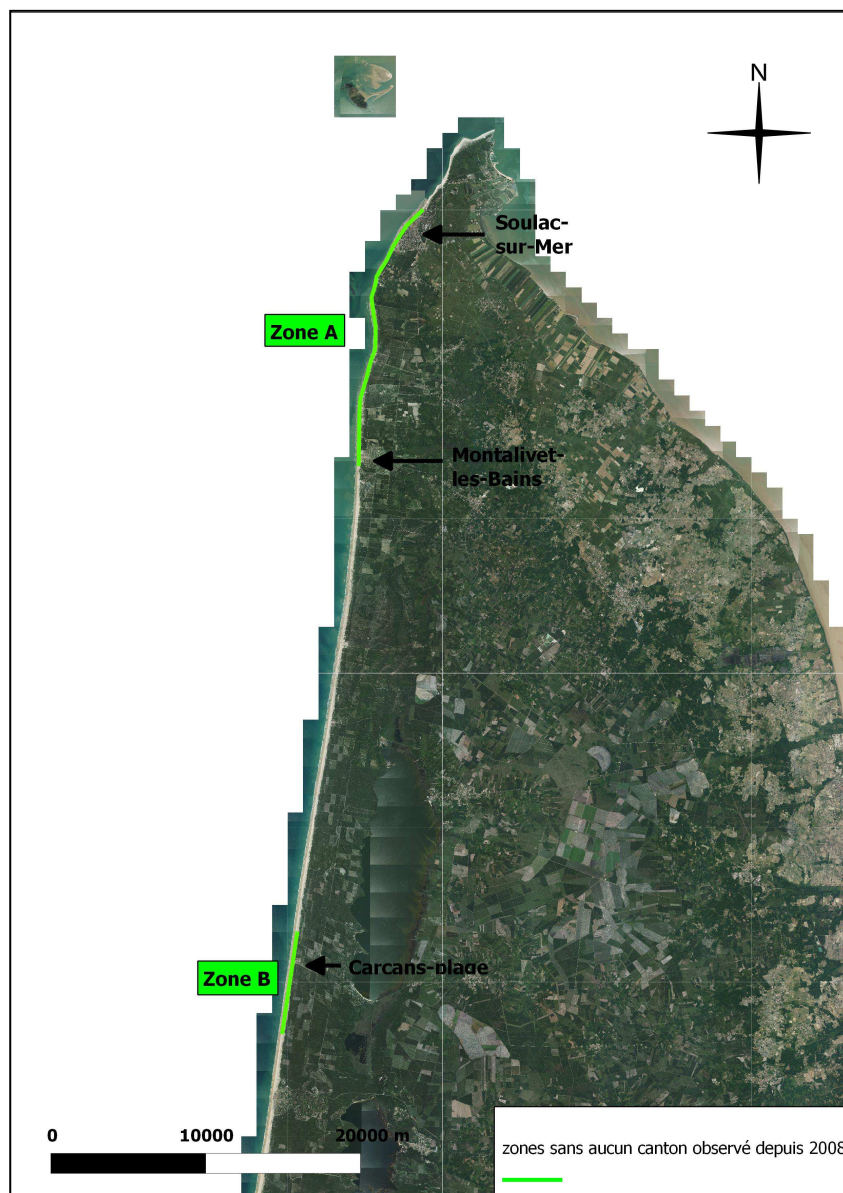 N
Soulac-
sur-Mer
Zone A
Montalivet-
les-Bains
Zone B
Carcans-plage
0 10000 20000 m
zones sans aucun canton observé depuis 2008